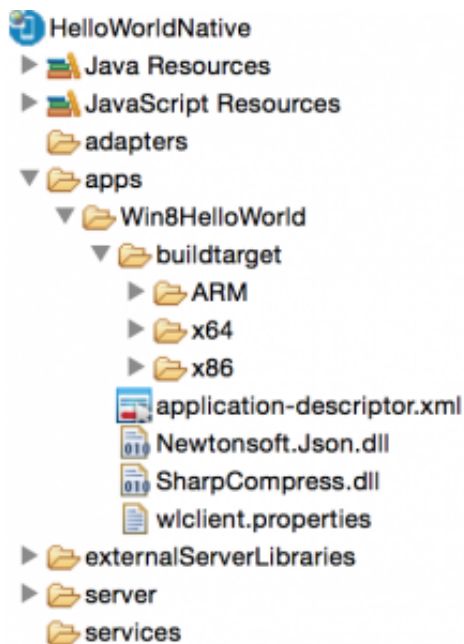 HelloWorldNative
Java Resources
JavaScript Resources
adapters
apps
Win8HelloWorld
buildtarget
ARM
x64
x86
application-descriptor.xml
Newtonsoft.Json.dll
SharpCompress.dll
wlclient.properties
externalServerLibraries
server
services